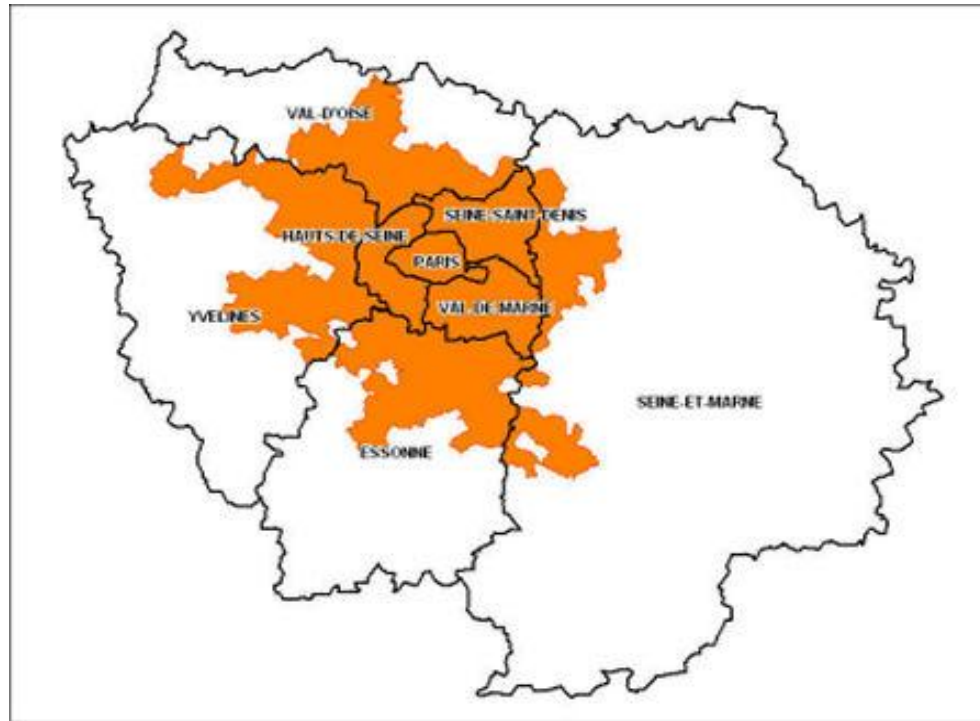 VAL-D'OISE
SEINE-SAINT-DENIS
HAUTS-DE-SEINE
PARIS
VAL-DE-MARNE
YVELINES
SEINE-ET-MARNE
ESSONNE